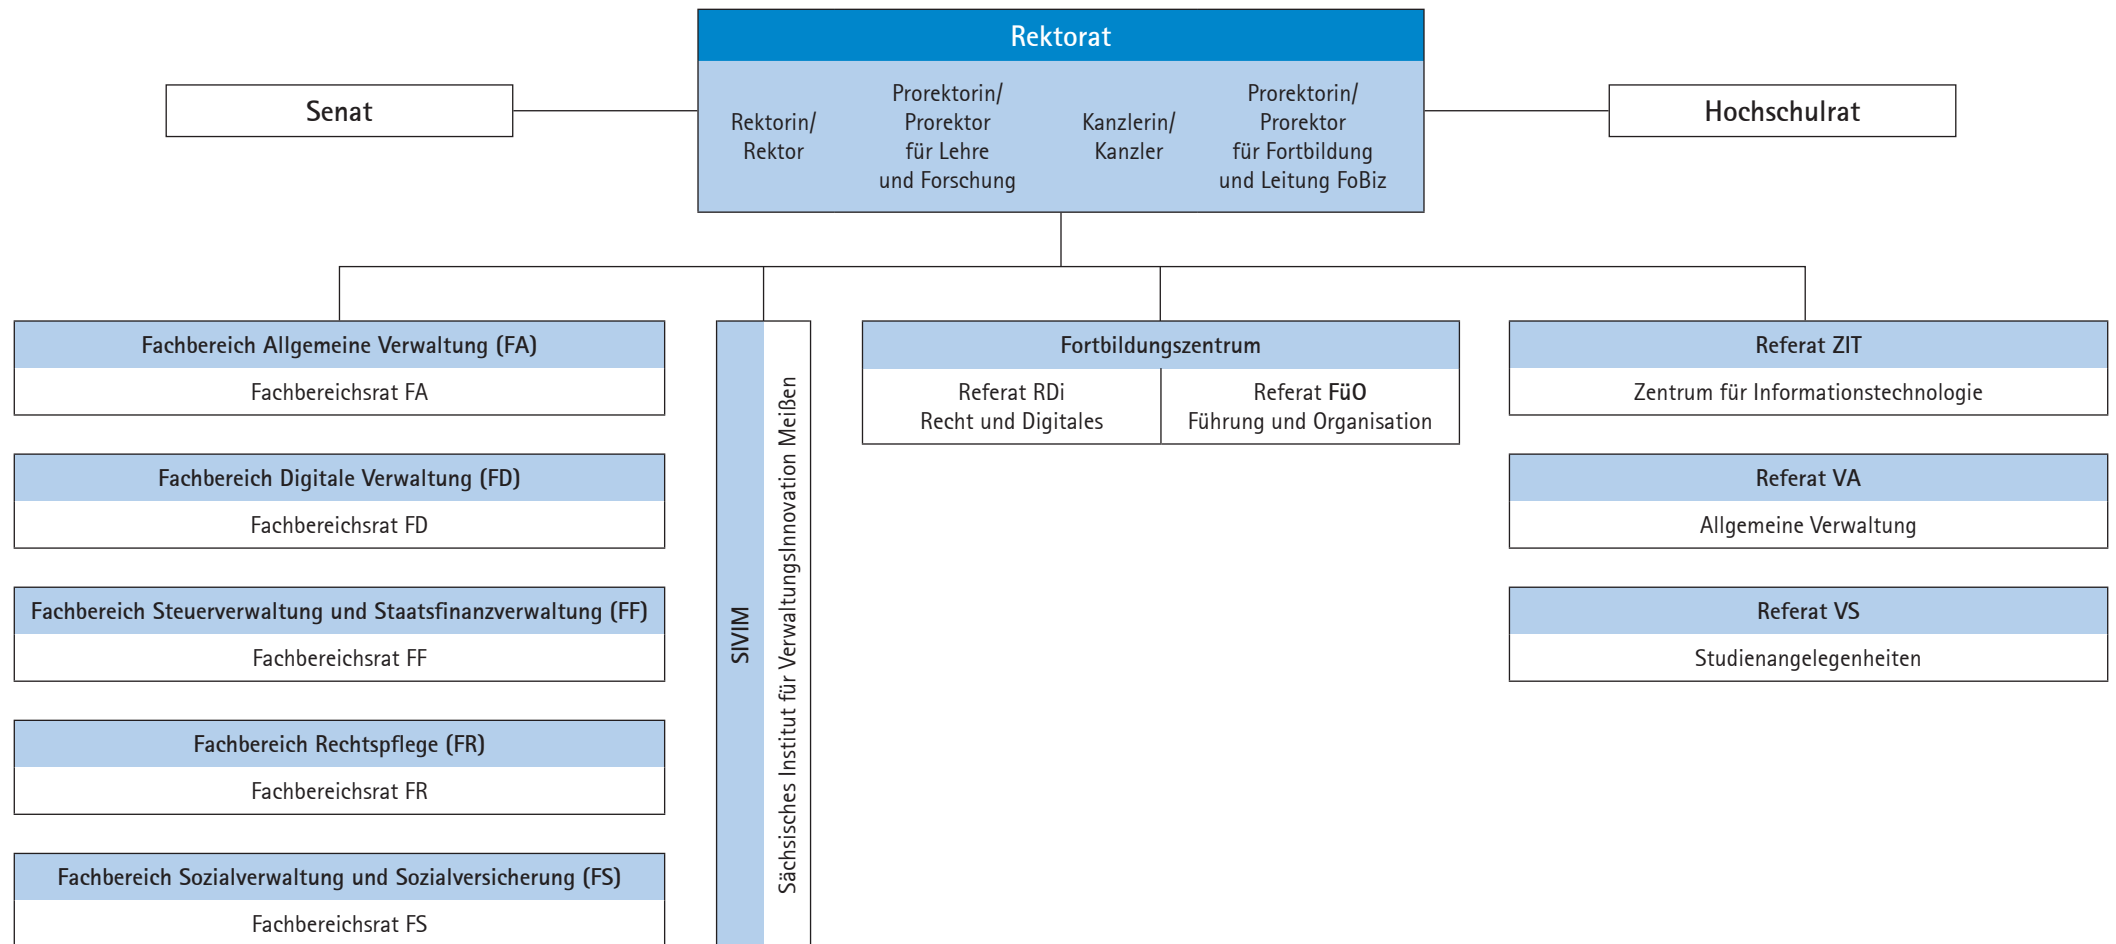 Rektorat
Senat
Rektorin/
Rektor
Prorektorin/
Prorektor
für Lehre
und Forschung
Kanzlerin/
Kanzler
Prorektorin/
Prorektor
für Fortbildung
und Leitung FoBiz
Hochschulrat
Fachbereich Allgemeine Verwaltung (FA)
Fachbereichsrat FA
Fachbereich Digitale Verwaltung (FD)
Fachbereichsrat FD
Fachbereich Steuerverwaltung und Staatsfinanzverwaltung (FF)
Fachbereichsrat FF
Fachbereich Rechtspflege (FR)
Fachbereichsrat FR
Fachbereich Sozialverwaltung und Sozialversicherung (FS)
Fachbereichsrat FS
SIVIM
Sächsisches Institut für VerwaltungsInnovation Meißen
Fortbildungszentrum
Referat RDi
Recht und Digitales
Referat FüO
Führung und Organisation
Referat ZIT
Zentrum für Informationstechnologie
Referat VA
Allgemeine Verwaltung
Referat VS
Studienangelegenheiten